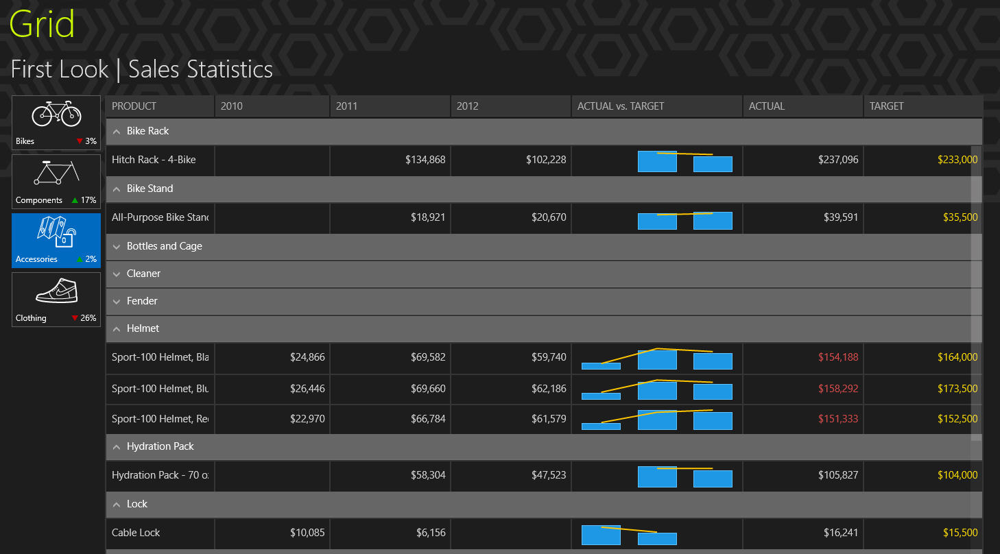 Grid
First Look | Sales Statistics
Bikes 3%
Components 17%
Accessories 2%
Clothing 26%
PRODUCT 2010 2011 2012 ACTUAL vs. TARGET ACTUAL TARGET
Bike Rack
Hitch Rack - 4-Bike $134,868 $102,228 $237,096 $233,000
Bike Stand
All-Purpose Bike Stand $18,921 $20,670 $39,591 $35,500
Bottles and Cage
Cleaner
Fender
Helmet
Sport-100 Helmet, Bla $24,866 $69,582 $59,740 $154,188 $164,000
Sport-100 Helmet, Blu $26,446 $69,660 $62,186 $158,292 $173,500
Sport-100 Helmet, Re $22,970 $66,784 $61,579 $151,333 $152,500
Hydration Pack
Hydration Pack - 70 oz $58,304 $47,523 $105,827 $104,000
Lock
Cable Lock $10,085 $6,156 $16,241 $15,500